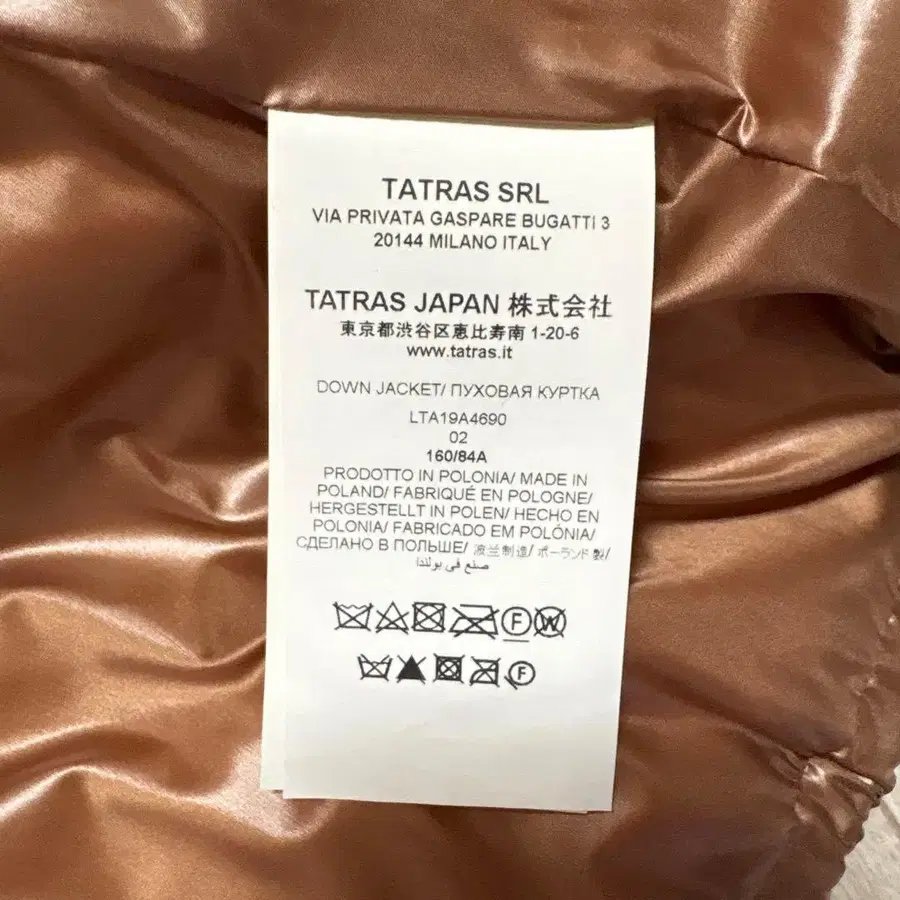 TATRAS SRL
VIA PRIVATA GASPARE BUGATTI 3
20144 MILANO ITALY
TATRAS JAPAN 株式会社
東京都渋谷区恵比寿南 1-20-6
www.tatras.it
DOWN JACKET/ ПУХОВАЯ КУРТКА
LTA19A4690
02
160/84A
PRODOTTO IN POLONIA/ MADE IN
POLAND/ FABRIQUÉ EN POLOGNE/
HERGESTELLT IN POLEN/ HECHO EN
POLONIA/ FABRICADO EM POLÓNIA/
СДЕЛАНО В ПОЛЬШЕ/ 波兰制造/ ポーランド製/
صنع في بولندا
F W
F